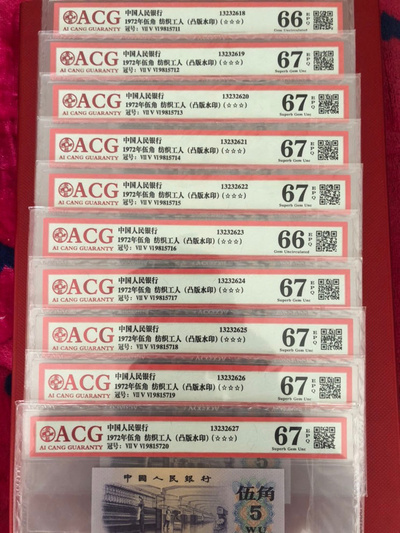 ACG
AI CANG GUARANTY
中国人民银行 13232618
1972年伍角 纺织工人 (凸版水印) (☆☆☆)
冠号: VII V VI 9815711
66 EPQ
Gem Uncirculated
ACG
AI CANG GUARANTY
中国人民银行 13232619
1972年伍角 纺织工人 (凸版水印) (☆☆☆)
冠号: VII V VI 9815712
67 EPQ
Superb Gem Unc
ACG
AI CANG GUARANTY
中国人民银行 13232620
1972年伍角 纺织工人 (凸版水印) (☆☆☆)
冠号: VII V VI 9815713
67 EPQ
Superb Gem Unc
ACG
AI CANG GUARANTY
中国人民银行 13232621
1972年伍角 纺织工人 (凸版水印) (☆☆☆)
冠号: VII V VI 9815714
67 EPQ
Superb Gem Unc
ACG
AI CANG GUARANTY
中国人民银行 13232622
1972年伍角 纺织工人 (凸版水印) (☆☆☆)
冠号: VII V VI 9815715
67 EPQ
Superb Gem Unc
ACG
AI CANG GUARANTY
中国人民银行 13232623
1972年伍角 纺织工人 (凸版水印) (☆☆☆)
冠号: VII V VI 9815716
66 EPQ
Gem Uncirculated
ACG
AI CANG GUARANTY
中国人民银行 13232624
1972年伍角 纺织工人 (凸版水印) (☆☆☆)
冠号: VII V VI 9815717
67 EPQ
Superb Gem Unc
ACG
AI CANG GUARANTY
中国人民银行 13232625
1972年伍角 纺织工人 (凸版水印) (☆☆☆)
冠号: VII V VI 9815718
67 EPQ
Superb Gem Unc
ACG
AI CANG GUARANTY
中国人民银行 13232626
1972年伍角 纺织工人 (凸版水印) (☆☆☆)
冠号: VII V VI 9815719
67 EPQ
Superb Gem Unc
ACG
AI CANG GUARANTY
中国人民银行 13232627
1972年伍角 纺织工人 (凸版水印) (☆☆☆)
冠号: VII V VI 9815720
67 EPQ
Superb Gem Unc
中国人民银行
伍角
5
WU